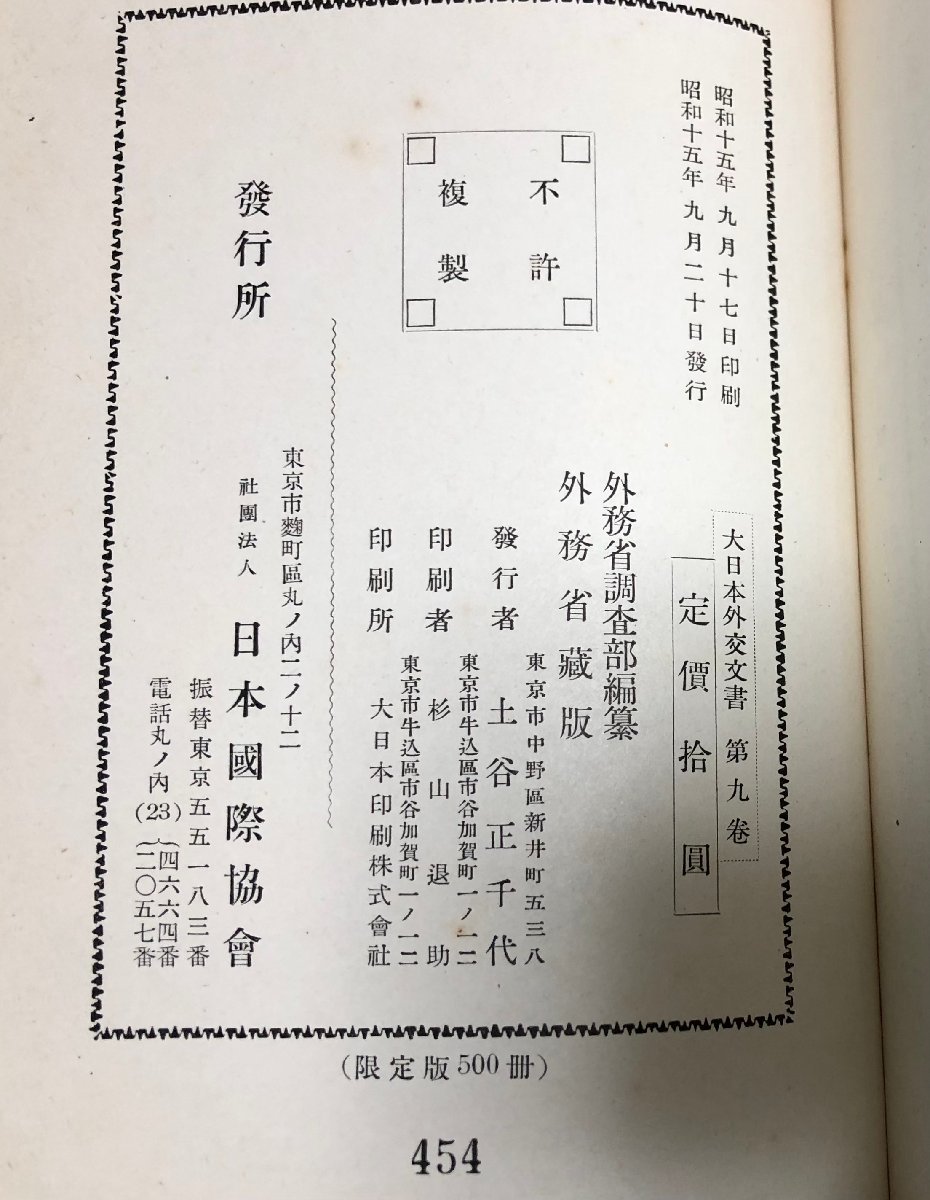 昭和十五年九月十七日印刷
昭和十五年九月二十日發行
大日本外交文書 第九卷
定價拾圓
不許
複製
外務省調査部編纂
外務省藏版
東京市中野區新井町五三八
發行者 土谷正千代
東京市牛込區市谷加賀町一ノ一二
印刷者 杉山退助
東京市牛込區市谷加賀町一ノ一二
印刷所 大日本印刷株式會社
東京市麴町區丸ノ內二ノ十二
發行所 社團法人 日本國際協會
振替東京五五一八三番
電話丸ノ內(23){四六六四番
二〇五七番
(限定版500冊)
454